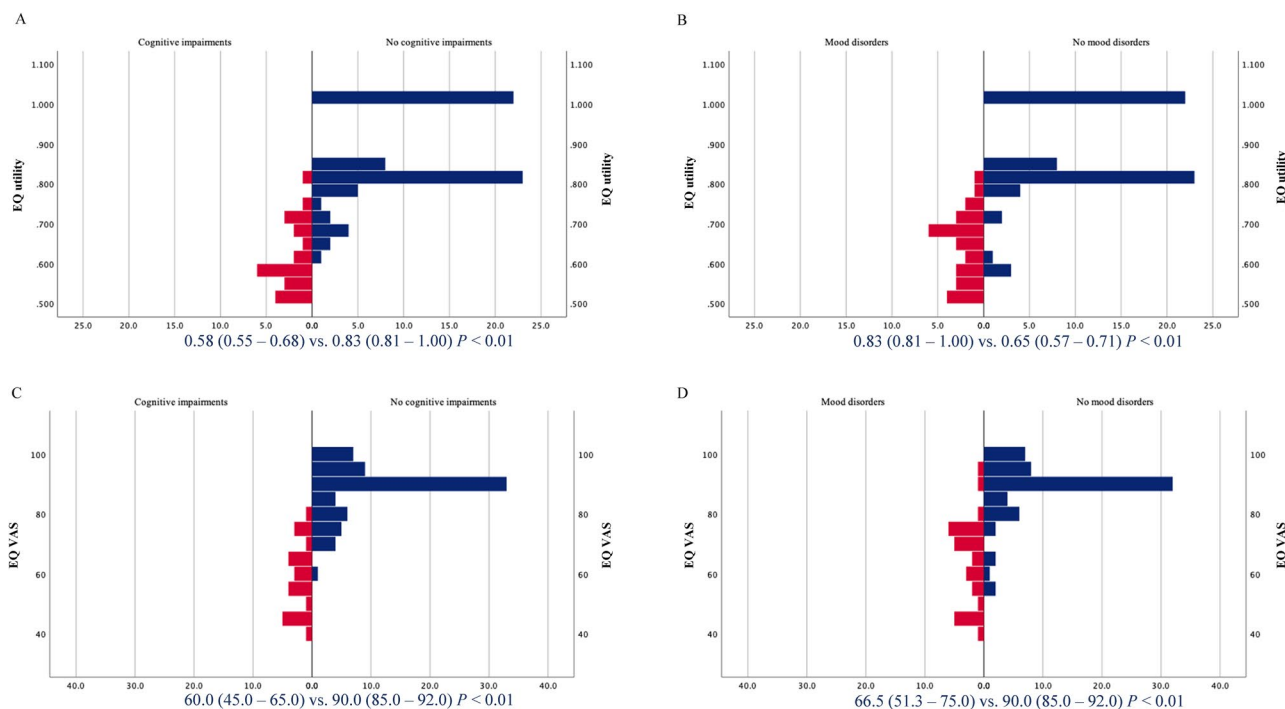 A
Cognitive impairments No cognitive impairments
1.100 1.100
1.000 1.000
.900 .900
.800 .800
.700 .700
.600 .600
.500 .500
EQ utility EQ utility
25.0 20.0 15.0 10.0 5.0 0.0 5.0 10.0 15.0 20.0 25.0
0.58 (0.55 – 0.68) vs. 0.83 (0.81 – 1.00) P < 0.01
B
Mood disorders No mood disorders
1.100 1.100
1.000 1.000
.900 .900
.800 .800
.700 .700
.600 .600
.500 .500
EQ utility EQ utility
25.0 20.0 15.0 10.0 5.0 0.0 5.0 10.0 15.0 20.0 25.0
0.83 (0.81 – 1.00) vs. 0.65 (0.57 – 0.71) P < 0.01
C
Cognitive impairments No cognitive impairments
100 100
80 80
60 60
40 40
EQ VAS EQ VAS
40.0 30.0 20.0 10.0 0.0 10.0 20.0 30.0 40.0
60.0 (45.0 – 65.0) vs. 90.0 (85.0 – 92.0) P < 0.01
D
Mood disorders No mood disorders
100 100
80 80
60 60
40 40
EQ VAS EQ VAS
40.0 30.0 20.0 10.0 0.0 10.0 20.0 30.0 40.0
66.5 (51.3 – 75.0) vs. 90.0 (85.0 – 92.0) P < 0.01